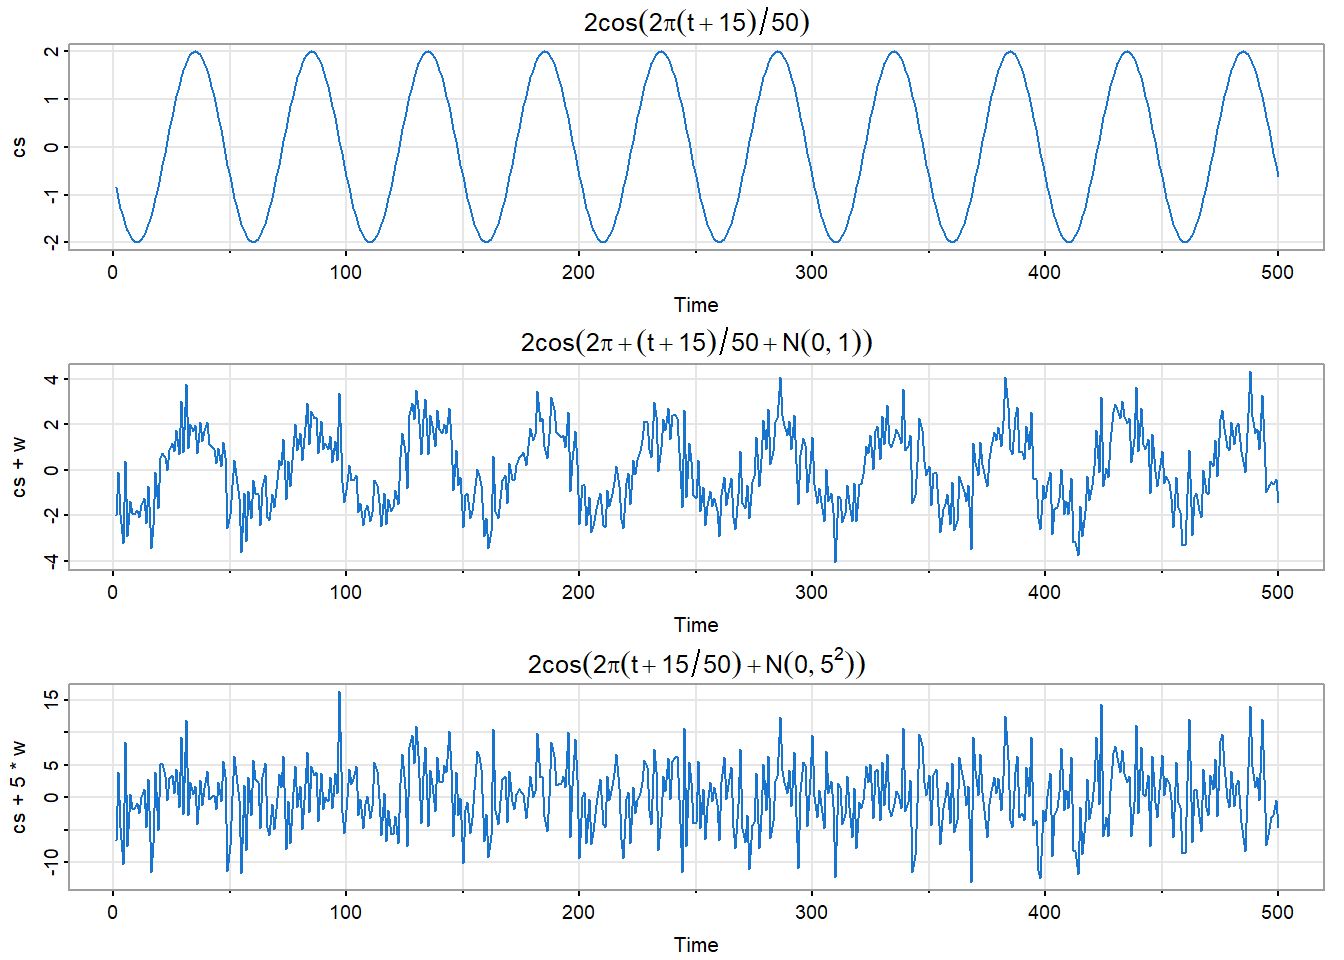 2cos(2π(t+15)/50)
cs
2
1
0
-1
-2
0 100 200 300 400 500
Time
2cos(2π+(t+15)/50+N(0, 1))
cs + w
4
2
0
-2
-4
0 100 200 300 400 500
Time
2cos(2π(t+15/50)+N(0, 5²))
cs + 5 * w
15
5
0
-10
0 100 200 300 400 500
Time